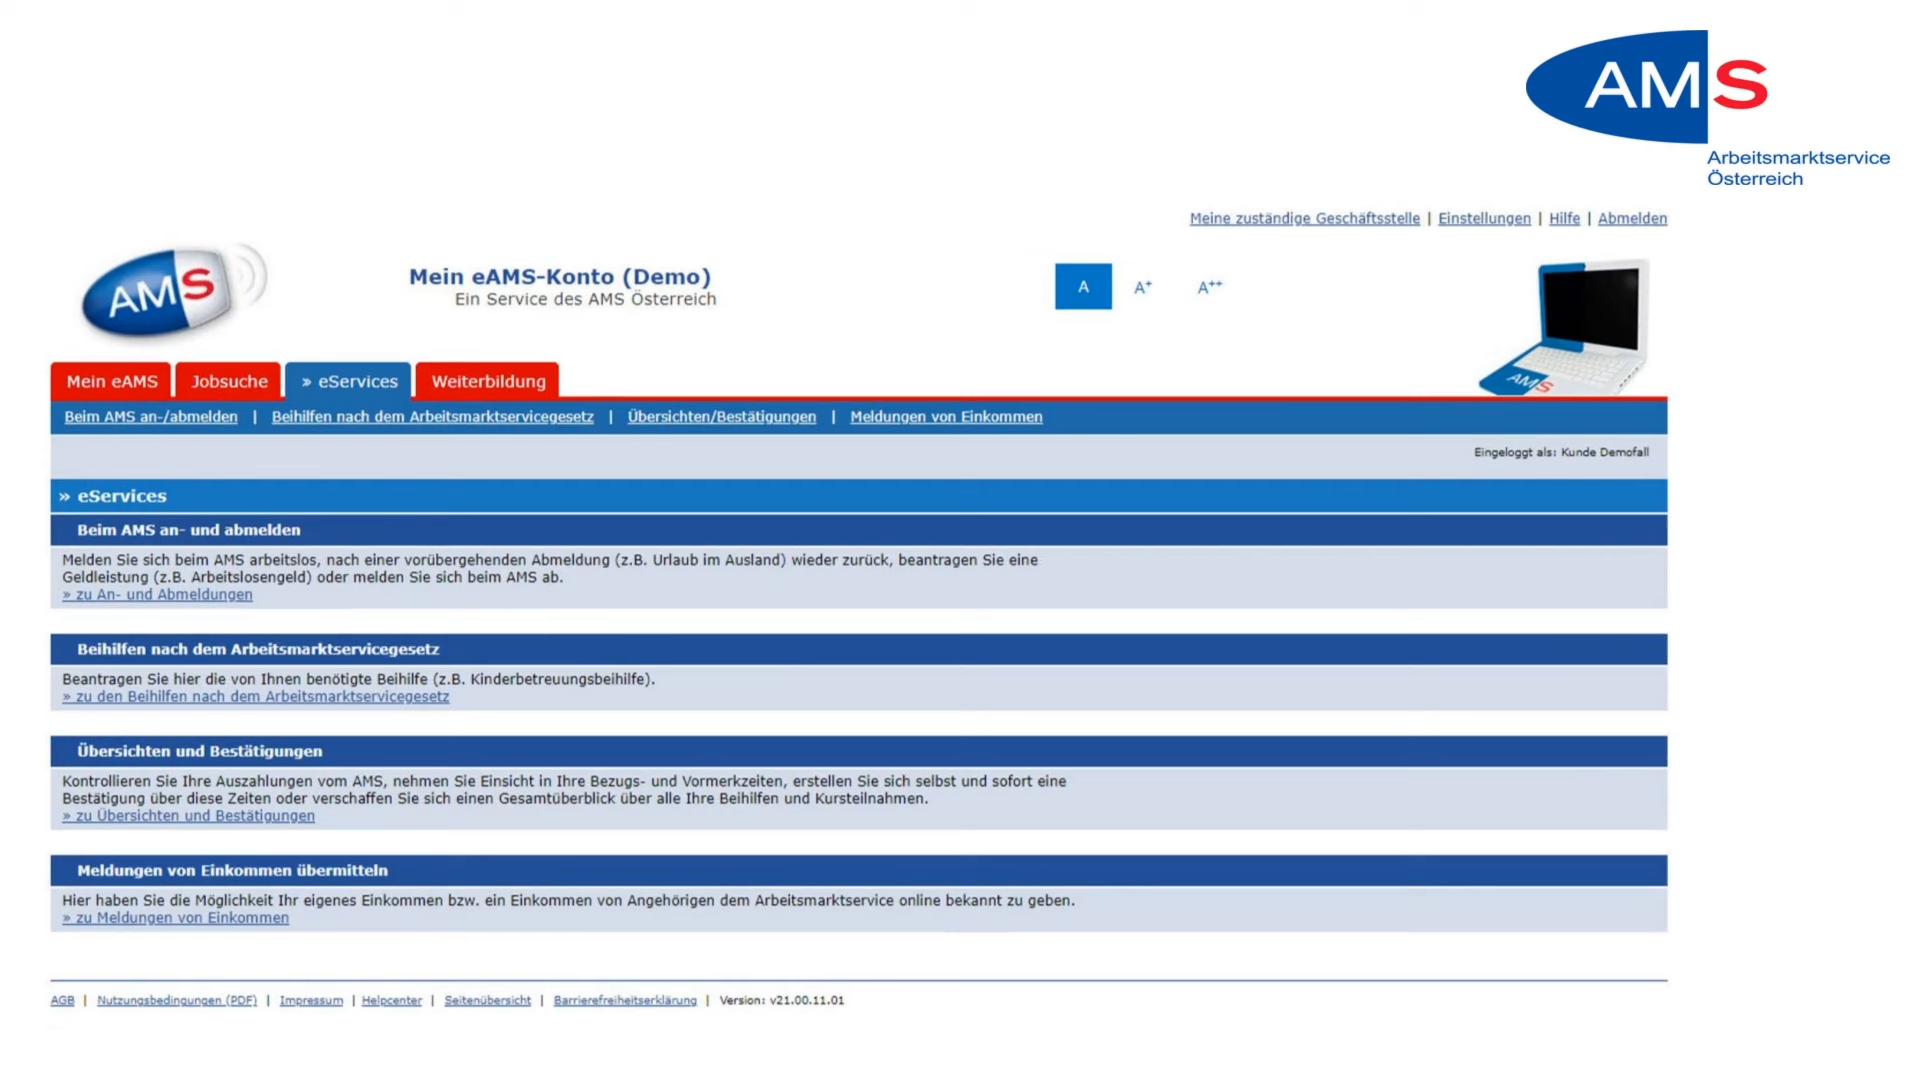 AMS
Arbeitsmarktservice
Österreich
Meine zuständige Geschäftsstelle | Einstellungen | Hilfe | Abmelden
AMS
Mein eAMS-Konto (Demo)
Ein Service des AMS Österreich
A A+ A++
AMS
Mein eAMS Jobsuche » eServices Weiterbildung
Beim AMS an-/abmelden | Beihilfen nach dem Arbeitsmarktservicegesetz | Übersichten/Bestätigungen | Meldungen von Einkommen
Eingeloggt als: Kunde Demofall
» eServices
Beim AMS an- und abmelden
Melden Sie sich beim AMS arbeitslos, nach einer vorübergehenden Abmeldung (z.B. Urlaub im Ausland) wieder zurück, beantragen Sie eine
Geldleistung (z.B. Arbeitslosengeld) oder melden Sie sich beim AMS ab.
» zu An- und Abmeldungen
Beihilfen nach dem Arbeitsmarktservicegesetz
Beantragen Sie hier die von Ihnen benötigte Beihilfe (z.B. Kinderbetreuungsbeihilfe).
» zu den Beihilfen nach dem Arbeitsmarktservicegesetz
Übersichten und Bestätigungen
Kontrollieren Sie Ihre Auszahlungen vom AMS, nehmen Sie Einsicht in Ihre Bezugs- und Vormerkzeiten, erstellen Sie sich selbst und sofort eine
Bestätigung über diese Zeiten oder verschaffen Sie sich einen Gesamtüberblick über alle Ihre Beihilfen und Kursteilnahmen.
» zu Übersichten und Bestätigungen
Meldungen von Einkommen übermitteln
Hier haben Sie die Möglichkeit Ihr eigenes Einkommen bzw. ein Einkommen von Angehörigen dem Arbeitsmarktservice online bekannt zu geben.
» zu Meldungen von Einkommen
AGB | Nutzungsbedingungen (PDF) | Impressum | Helpcenter | Seitenübersicht | Barrierefreiheitserklärung | Version: v21.00.11.01